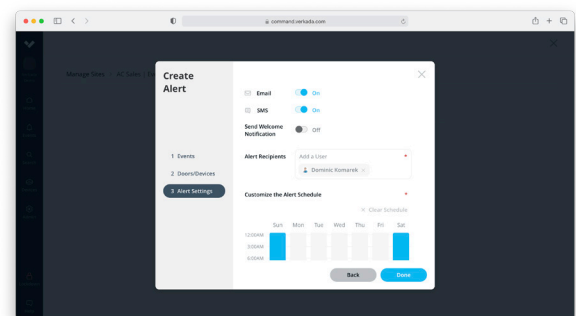 command.verkada.com
Manage Sites / AC Sales
Create
Alert
Email On
SMS On
Send Welcome
Notification Off
1 Events
2 Doors/Devices
3 Alert Settings
Alert Recipients
Add a User *
Dominic Komarek ×
Customize the Alert Schedule *
× Clear Schedule
Sun Mon Tue Wed Thu Fri Sat
12:00AM
3:00AM
6:00AM
Back Done